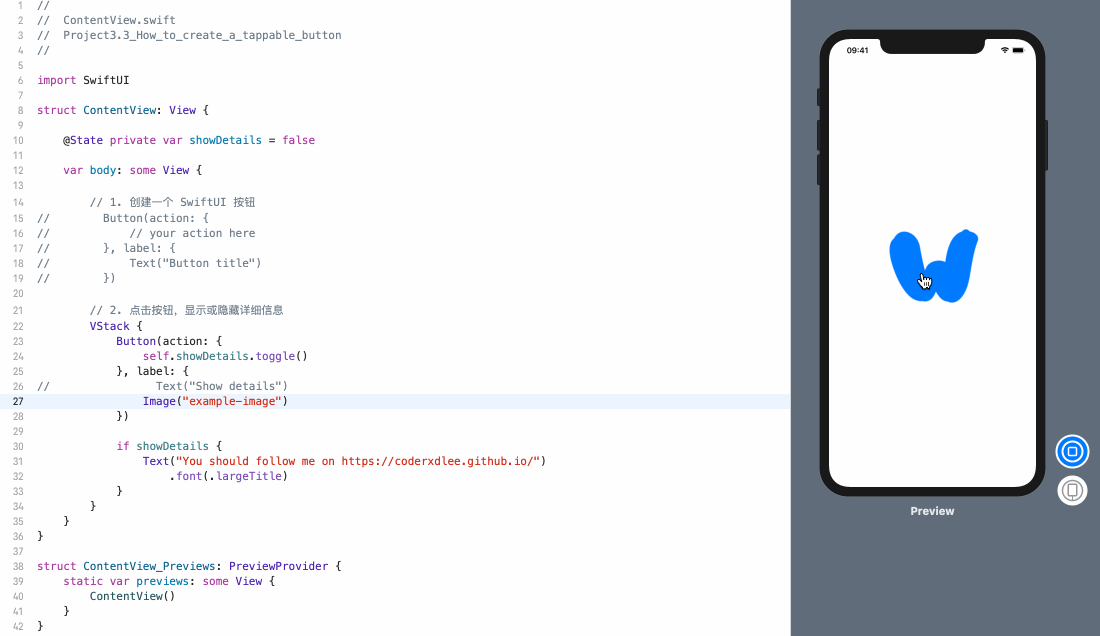 1 //
2 //  ContentView.swift
3 //  Project3.3_How_to_create_a_tappable_button
4 //
5
6 import SwiftUI
7
8 struct ContentView: View {
9
10     @State private var showDetails = false
11
12     var body: some View {
13
14         // 1. 创建一个 SwiftUI 按钮
15 //        Button(action: {
16 //            // your action here
17 //        }, label: {
18 //            Text("Button title")
19 //        })
20
21         // 2. 点击按钮，显示或隐藏详细信息
22         VStack {
23             Button(action: {
24                 self.showDetails.toggle()
25             }, label: {
26 //                Text("Show details")
27                 Image("example-image")
28             })
29
30             if showDetails {
31                 Text("You should follow me on https://coderxdlee.github.io/")
32                     .font(.largeTitle)
33             }
34         }
35     }
36 }
37
38 struct ContentView_Previews: PreviewProvider {
39     static var previews: some View {
40         ContentView()
41     }
42 }
09:41
Preview